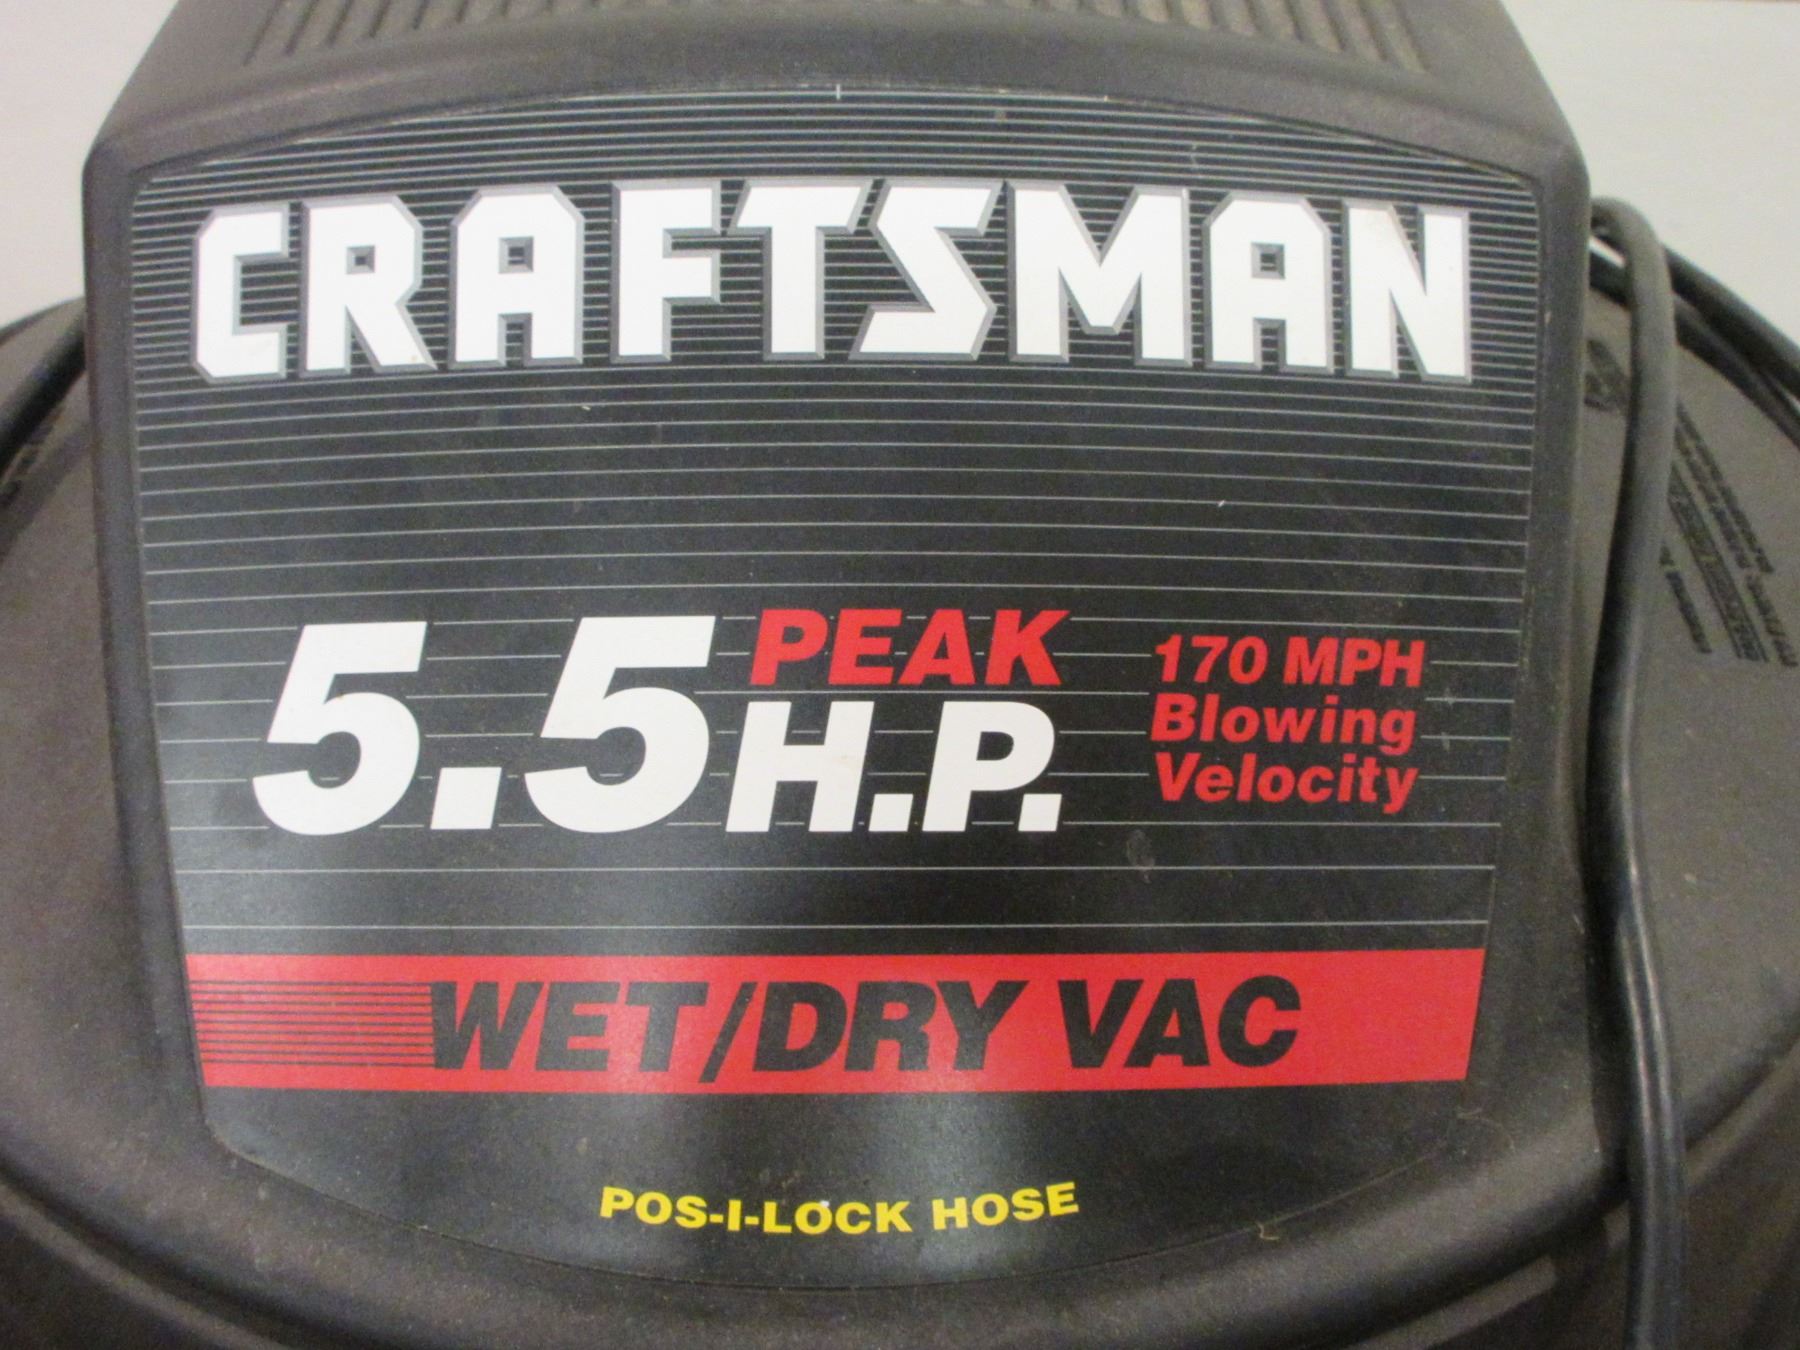 CRAFTSMAN
5.5 PEAK H.P.
170 MPH
Blowing
Velocity
WET/DRY VAC
POS-I-LOCK HOSE